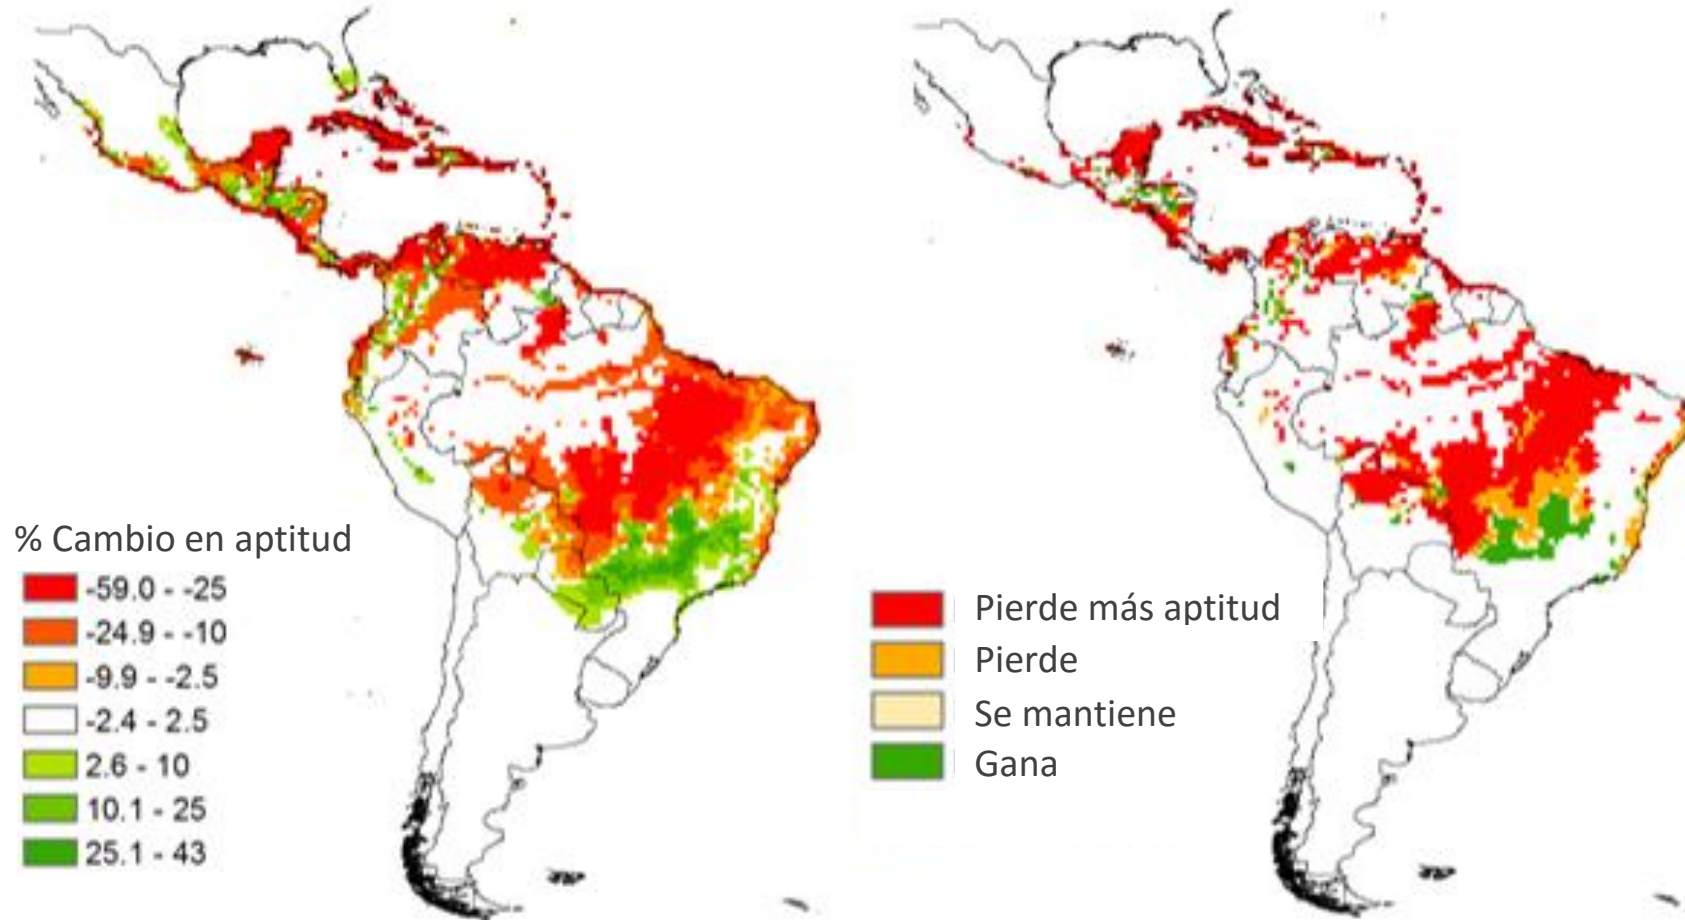 % Cambio en aptitud
-59.0 - -25
-24.9 - -10
-9.9 - -2.5
-2.4 - 2.5
2.6 - 10
10.1 - 25
25.1 - 43
Pierde más aptitud
Pierde
Se mantiene
Gana